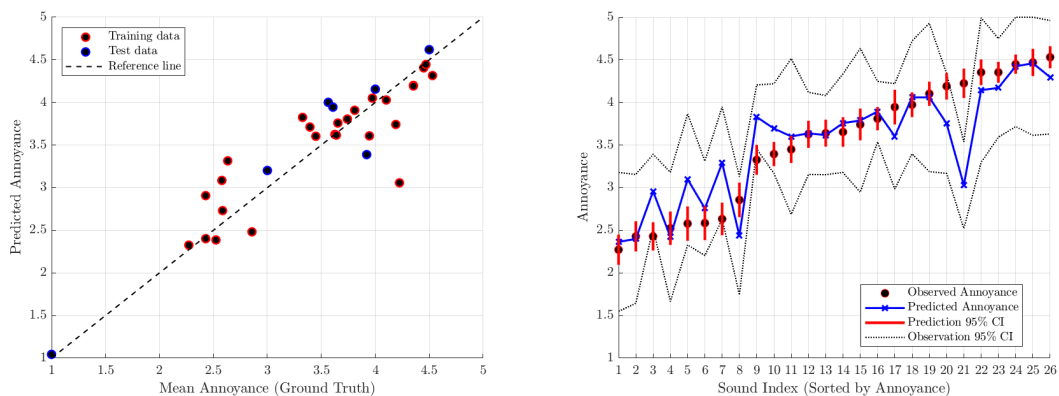 5
4.5
4
3.5
3
2.5
2
1.5
1
Predicted Annoyance
Training data
Test data
Reference line
1 1.5 2 2.5 3 3.5 4 4.5 5
Mean Annoyance (Ground Truth)
5
4.5
4
3.5
3
2.5
2
1.5
1
Annoyance
Observed Annoyance
Predicted Annoyance
Prediction 95% CI
Observation 95% CI
1 2 3 4 5 6 7 8 9 10 11 12 13 14 15 16 17 18 19 20 21 22 23 24 25 26
Sound Index (Sorted by Annoyance)